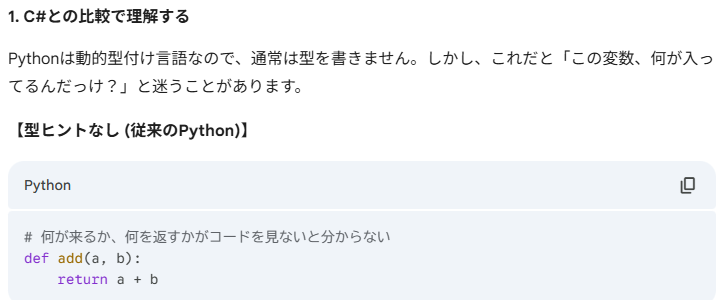 1. C#との比較で理解する
Pythonは動的型付け言語なので、通常は型を書きません。しかし、これだと「この変数、何が入っ
てるんだっけ？」と迷うことがあります。
【型ヒントなし (従来のPython)】
Python
# 何が来るか、何を返すかがコードを見ないと分からない
def add(a, b):
    return a + b